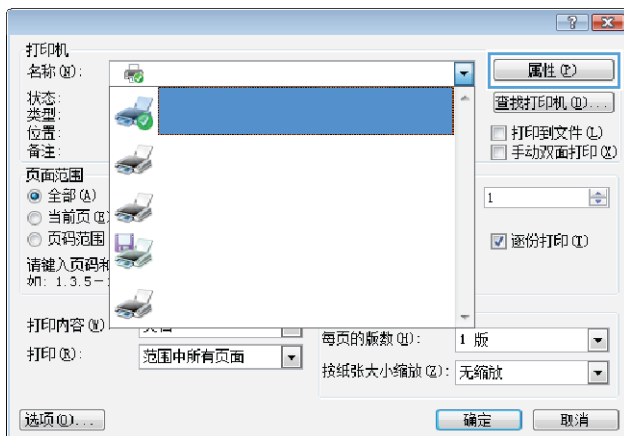 打印机
名称(N):
属性(P)
状态:
类型:
查找打印机(D)...
位置:
打印到文件(L)
备注:
手动双面打印(X)
页面范围
全部(A)
1
当前页(E)
页码范围
逐份打印(T)
请键入页码和
如: 1.3.5-1
打印内容(W)
每页的版数(H):
1 版
打印(R):
范围中所有页面
按纸张大小缩放(Z):
无缩放
选项(O)...
确定
取消